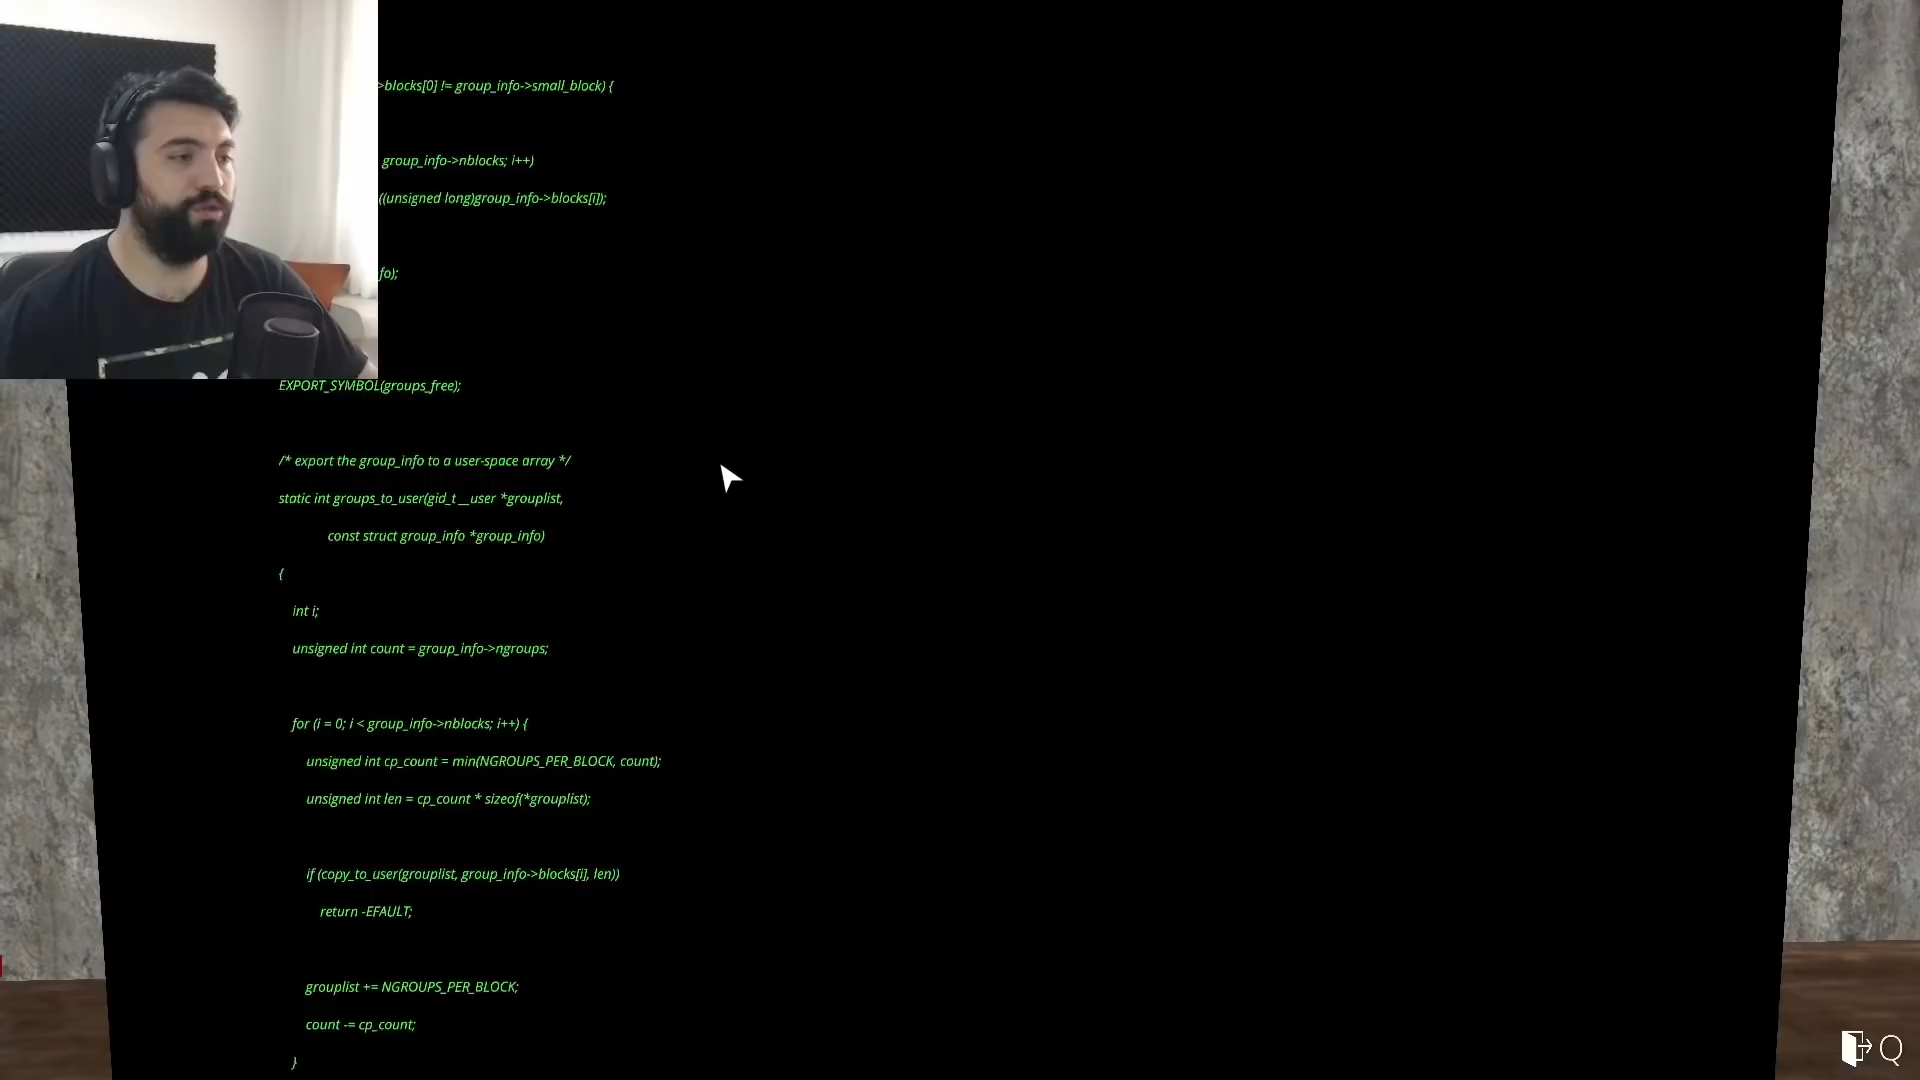 >blocks[0] != group_info->small_block) {
group_info->nblocks; i++)
((unsigned long)group_info->blocks[i]);
fo);
EXPORT_SYMBOL(groups_free);
/* export the group_info to a user-space array */
static int groups_to_user(gid_t __user *grouplist,
const struct group_info *group_info)
{
int i;
unsigned int count = group_info->ngroups;
for (i = 0; i < group_info->nblocks; i++) {
unsigned int cp_count = min(NGROUPS_PER_BLOCK, count);
unsigned int len = cp_count * sizeof(*grouplist);
if (copy_to_user(grouplist, group_info->blocks[i], len))
return -EFAULT;
grouplist += NGROUPS_PER_BLOCK;
count -= cp_count;
}
Q